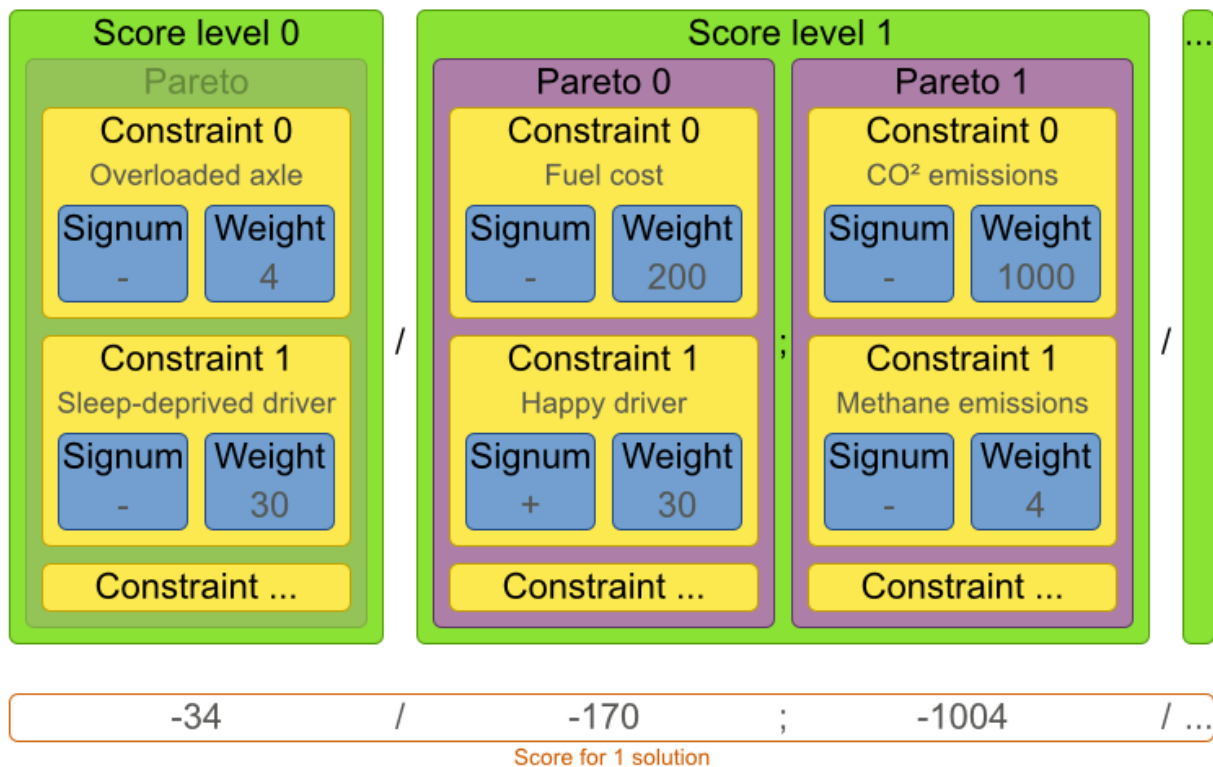 Score level 0
Pareto
Constraint 0
Overloaded axle
Signum Weight
- 4
Constraint 1
Sleep-deprived driver
Signum Weight
- 30
Constraint ...
/
Score level 1
Pareto 0
Constraint 0
Fuel cost
Signum Weight
- 200
Constraint 1
Happy driver
Signum Weight
+ 30
Constraint ...
;
Pareto 1
Constraint 0
CO² emissions
Signum Weight
- 1000
Constraint 1
Methane emissions
Signum Weight
- 4
Constraint ...
/
...
-34 / -170 ; -1004 / ...
Score for 1 solution